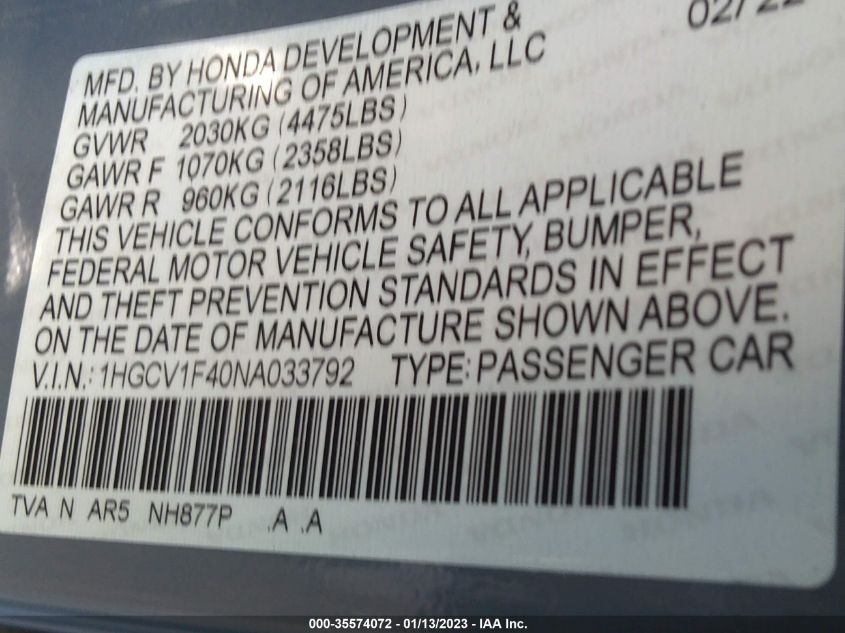 02/22
MFD. BY HONDA DEVELOPMENT &
MANUFACTURING OF AMERICA, LLC
GVWR 2030KG (4475LBS)
GAWR F 1070KG (2358LBS)
GAWR R 960KG (2116LBS)
THIS VEHICLE CONFORMS TO ALL APPLICABLE
FEDERAL MOTOR VEHICLE SAFETY, BUMPER,
AND THEFT PREVENTION STANDARDS IN EFFECT
ON THE DATE OF MANUFACTURE SHOWN ABOVE.
V.I.N.: 1HGCV1F40NA033792 TYPE: PASSENGER CAR
TVA N AR5 NH877P .A .A
000-35574072 - 01/13/2023 - IAA Inc.